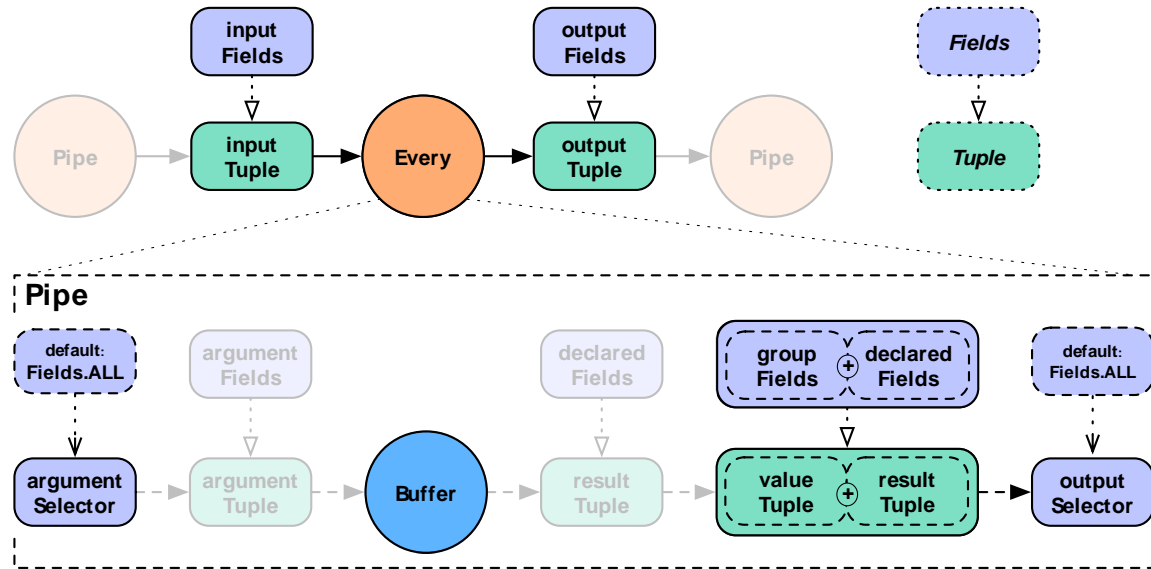 input
Fields
output
Fields
Fields
Pipe
input
Tuple
Every
output
Tuple
Pipe
Tuple
Pipe
default:
Fields.ALL
argument
Fields
declared
Fields
group
Fields
+
declared
Fields
default:
Fields.ALL
argument
Selector
argument
Tuple
Buffer
result
Tuple
value
Tuple
+
result
Tuple
output
Selector